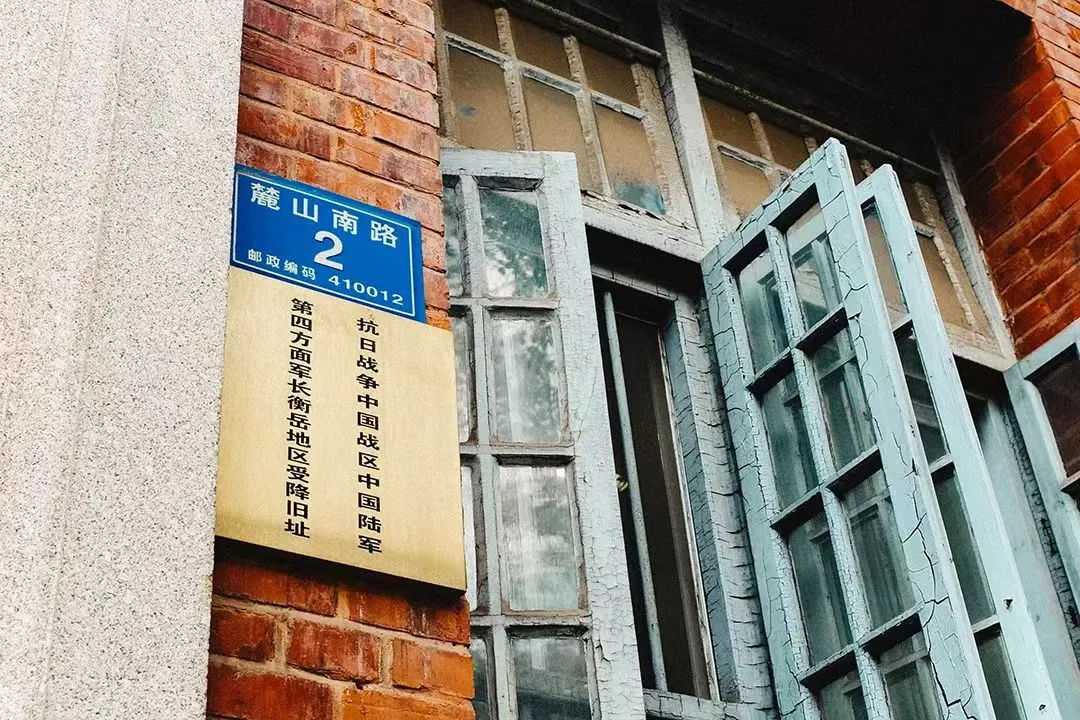 麓山南路
2
邮政编码 410012
抗日战争中国战区中国陆军
第四方面军长衡岳地区受降旧址